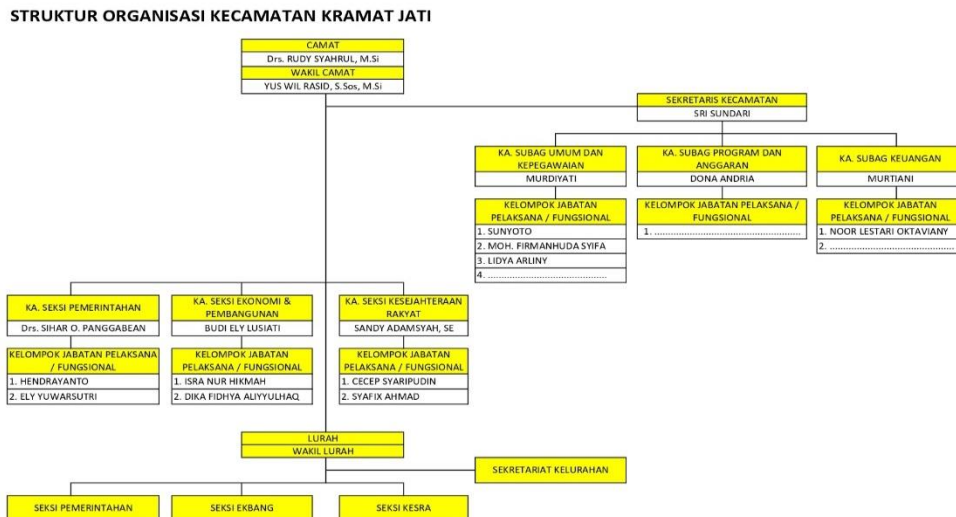 STRUKTUR ORGANISASI KECAMATAN KRAMAT JATI
CAMAT
Drs. RUDY SYAHRUL, M.Si
WAKIL CAMAT
YUS WIL RASID, S.Sos, M.Si
SEKRETARIS KECAMATAN
SRI SUNDARI
KA. SUBAG UMUM DAN
KEPEGAWAIAN
MURDIYATI
KELOMPOK JABATAN
PELAKSANA / FUNGSIONAL
1. SUNYOTO
2. MOH. FIRMANHUDA SYIFA
3. LIDYA ARLINY
4. ............................................
KA. SUBAG PROGRAM DAN
ANGGARAN
DONA ANDRIA
KELOMPOK JABATAN PELAKSANA /
FUNGSIONAL
1. ....................................................
KA. SUBAG KEUANGAN
MURTIANI
KELOMPOK JABATAN
PELAKSANA / FUNGSIONAL
1. NOOR LESTARI OKTAVIANY
2. .............................................
KA. SEKSI PEMERINTAHAN
Drs. SIHAR O. PANGGABEAN
KELOMPOK JABATAN PELAKSANA
/ FUNGSIONAL
1. HENDRAYANTO
2. ELY YUWARSUTRI
KA. SEKSI EKONOMI &
PEMBANGUNAN
BUDI ELY LUSIATI
KELOMPOK JABATAN
PELAKSANA / FUNGSIONAL
1. ISRA NUR HIKMAH
2. DIKA FIDHYA ALIYYULHAQ
KA. SEKSI KESEJAHTERAAN
RAKYAT
SANDY ADAMSYAH, SE
KELOMPOK JABATAN
PELAKSANA / FUNGSIONAL
1. CECEP SYARIPUDIN
2. SYAFIX AHMAD
LURAH
WAKIL LURAH
SEKRETARIAT KELURAHAN
SEKSI PEMERINTAHAN
SEKSI EKBANG
SEKSI KESRA